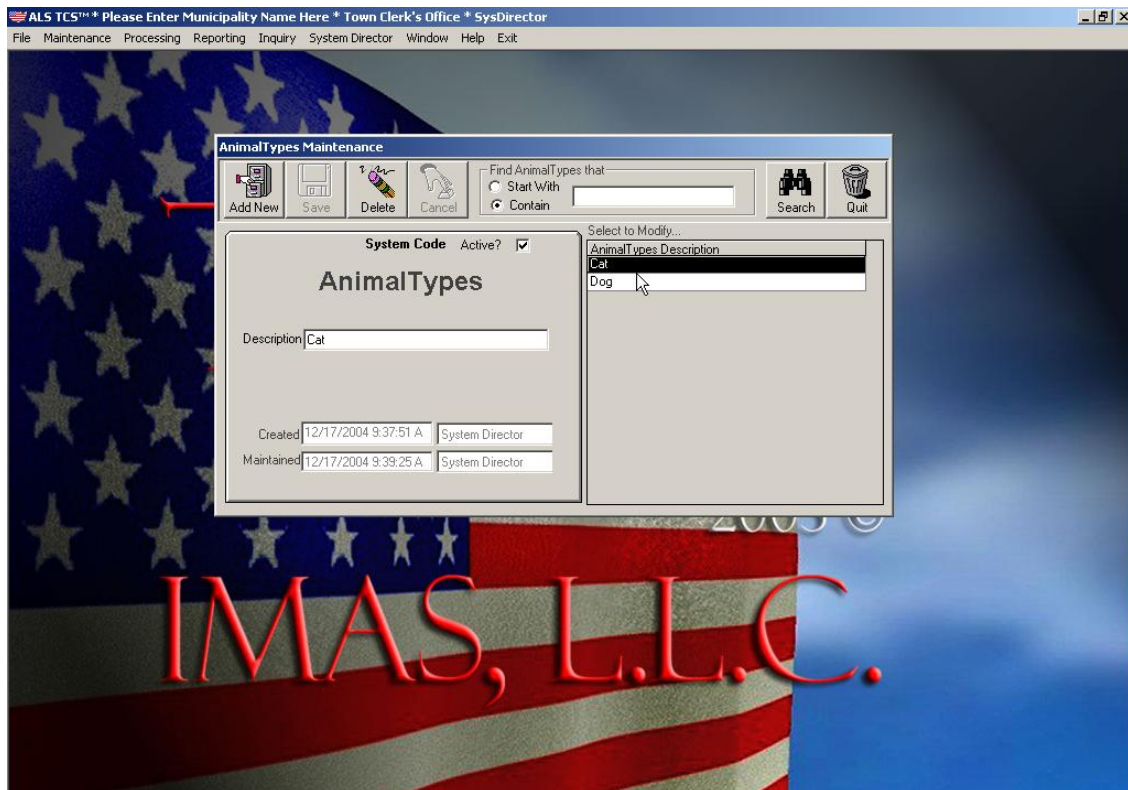 ALS TCS™ * Please Enter Municipality Name Here * Town Clerk's Office * SysDirector
File Maintenance Processing Reporting Inquiry System Director Window Help Exit
AnimalTypes Maintenance
Add New Save Delete Cancel
Find AnimalTypes that
Start With
Contain
Search Quit
System Code Active?
AnimalTypes
Description Cat
Created 12/17/2004 9:37:51 A System Director
Maintained 12/17/2004 9:39:25 A System Director
Select to Modify...
AnimalTypes Description
Cat
Dog
©
IMAS, L.L.C.